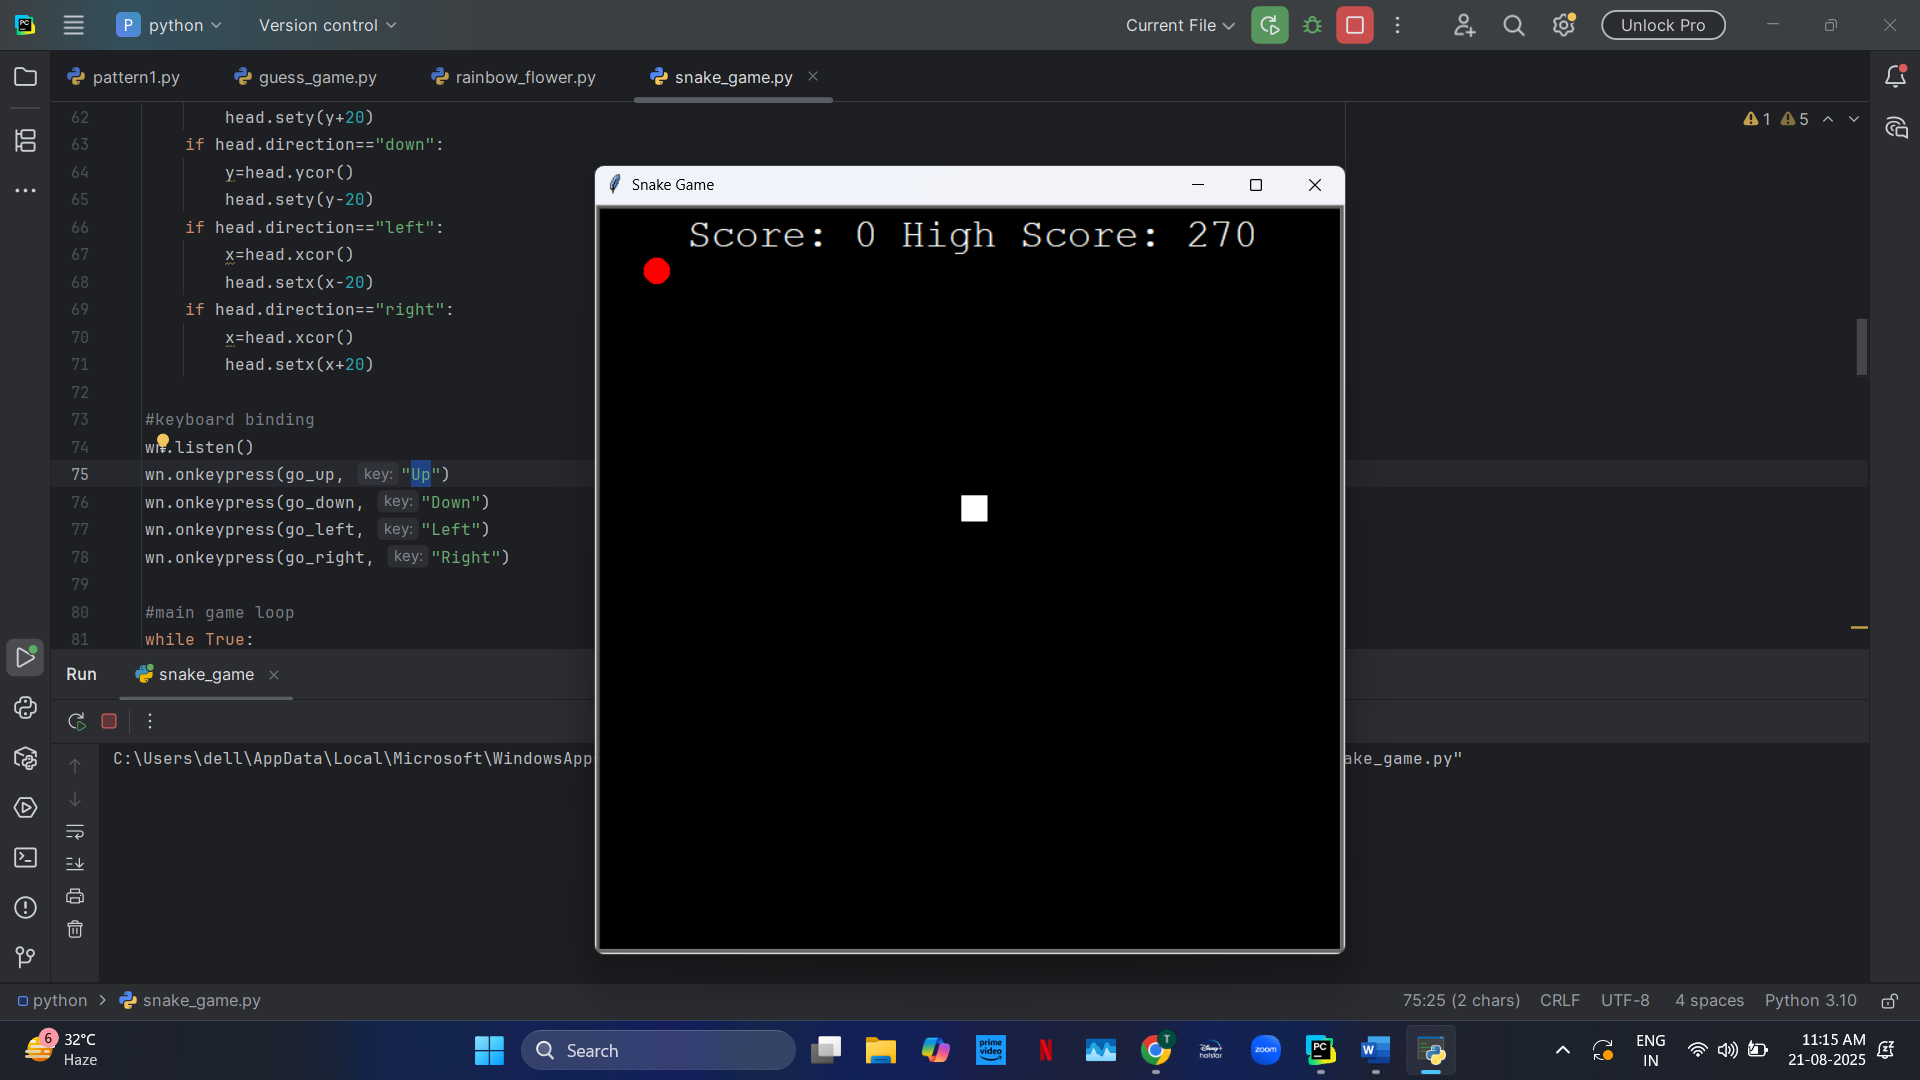 PC
P python
Version control
Current File
Unlock Pro
pattern1.py
guess_game.py
rainbow_flower.py
snake_game.py
1 5
62 head.sety(y+20)
63 if head.direction=="down":
64 y=head.ycor()
65 head.sety(y-20)
66 if head.direction=="left":
67 x=head.xcor()
68 head.setx(x-20)
69 if head.direction=="right":
70 x=head.xcor()
71 head.setx(x+20)
72
73 #keyboard binding
74 wn.listen()
75 wn.onkeypress(go_up, key: "Up")
76 wn.onkeypress(go_down, key: "Down")
77 wn.onkeypress(go_left, key: "Left")
78 wn.onkeypress(go_right, key: "Right")
79
80 #main game loop
81 while True:
Snake Game
Score: 0 High Score: 270
Run
snake_game
C:\Users\dell\AppData\Local\Microsoft\WindowsApp
ake_game.py"
python
snake_game.py
75:25 (2 chars)
CRLF
UTF-8
4 spaces
Python 3.10
6
32°C
Haze
Search
prime
video
N
T
Disney+
hotstar
zoom
PC
W
ENG
IN
11:15 AM
21-08-2025